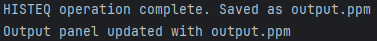 HISTEQ operation complete. Saved as output.ppm
Output panel updated with output.ppm